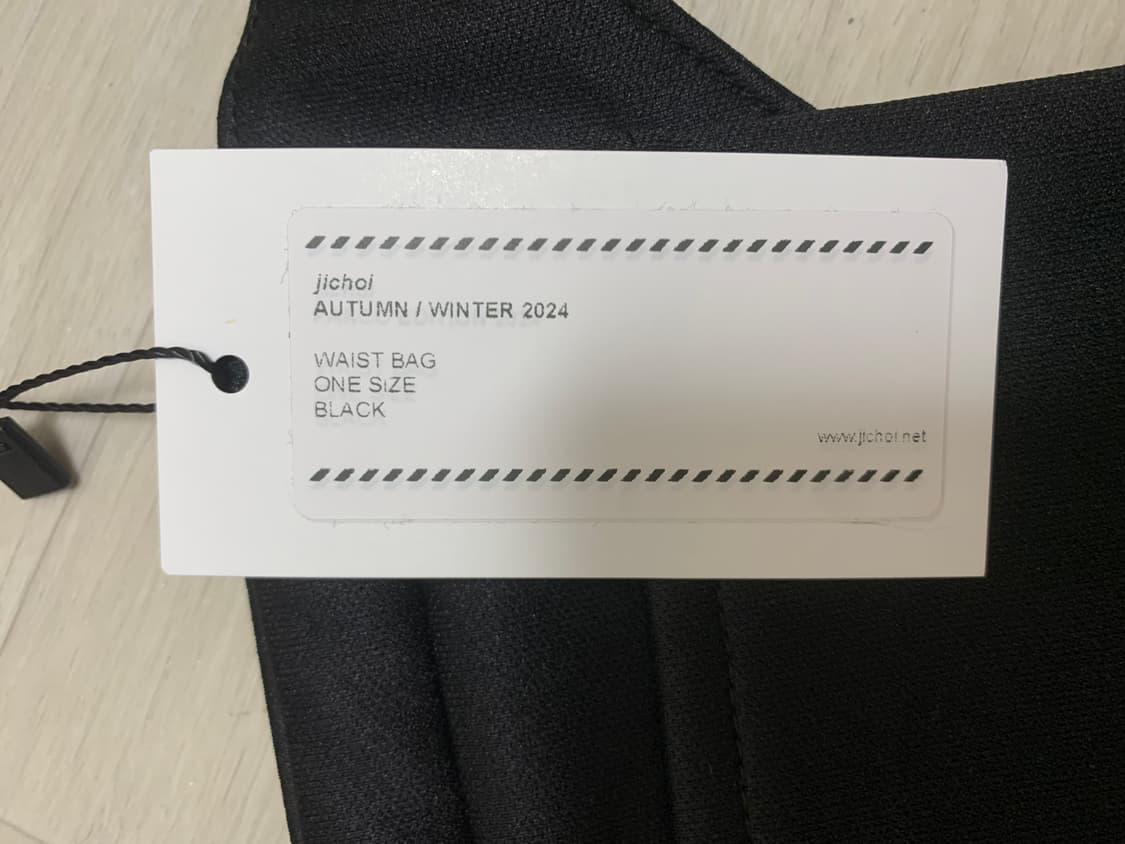 jichoi
AUTUMN / WINTER 2024
WAIST BAG
ONE SIZE
BLACK
www.jichoi.net